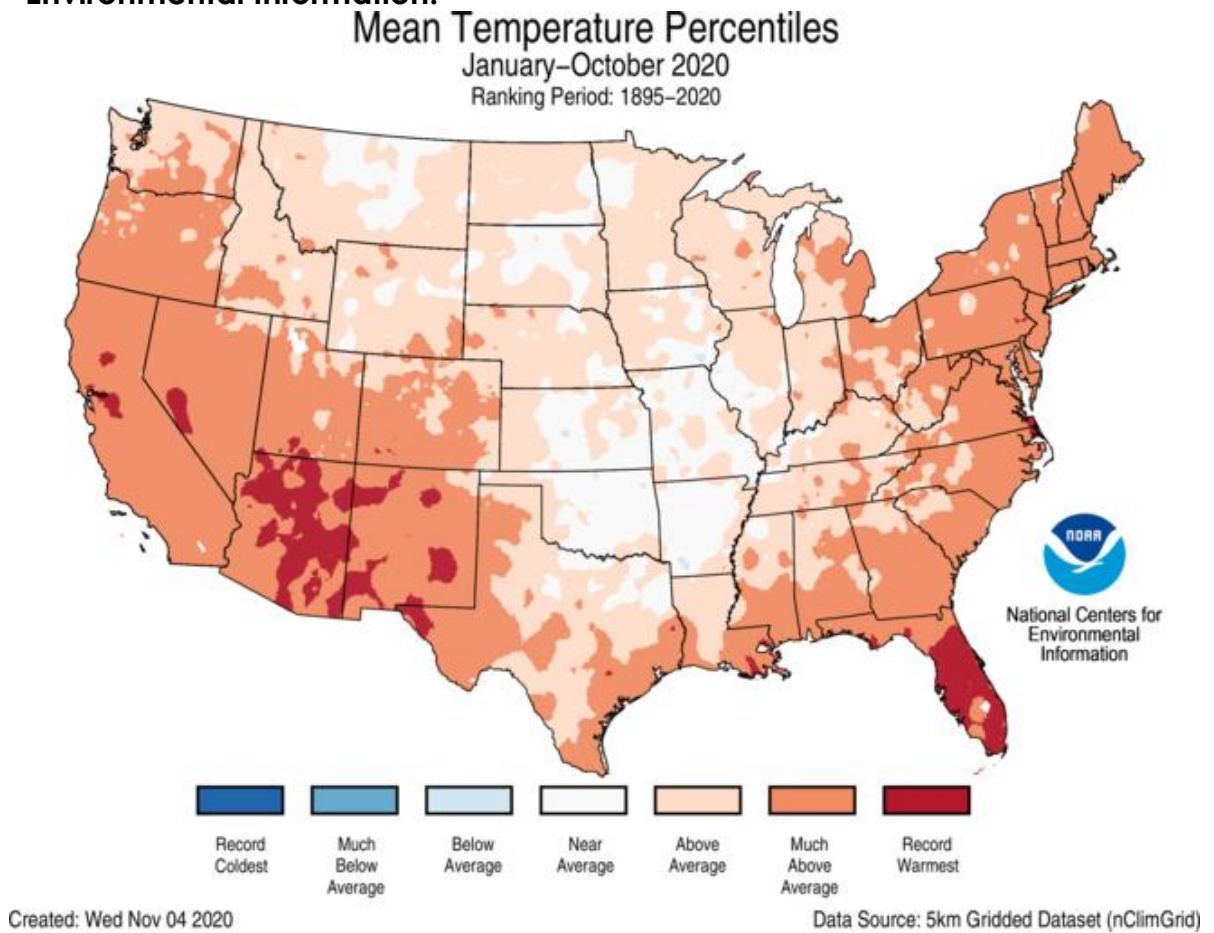 Environmental Information:
Mean Temperature Percentiles
January–October 2020
Ranking Period: 1895–2020
NOAA
National Centers for
Environmental
Information
Record
Coldest
Much
Below
Average
Below
Average
Near
Average
Above
Average
Much
Above
Average
Record
Warmest
Created: Wed Nov 04 2020
Data Source: 5km Gridded Dataset (nClimGrid)